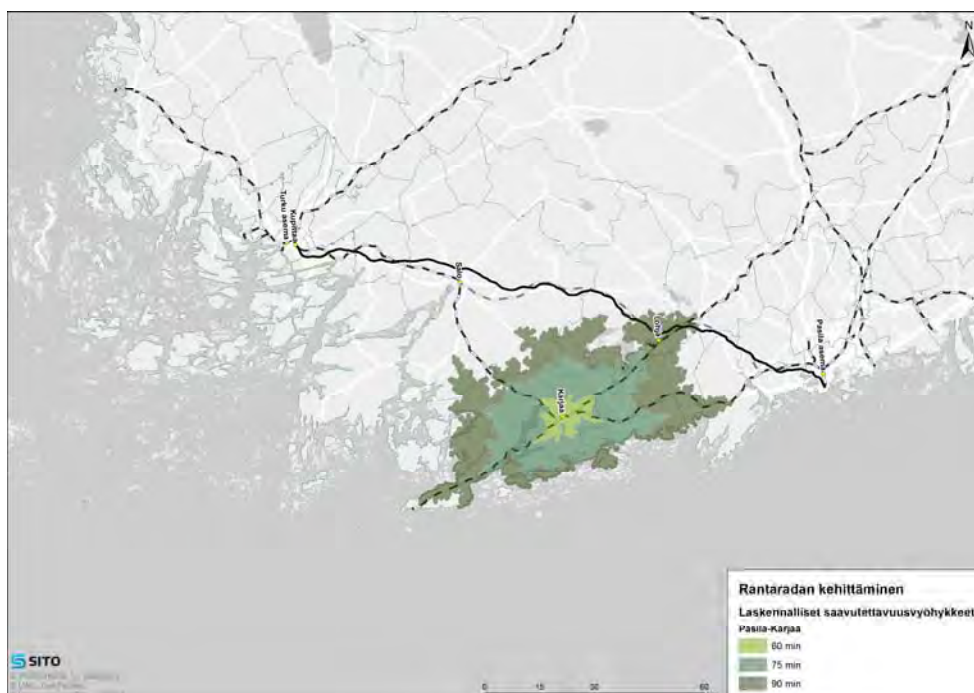 N
Turku asema
Kupittaa
Salo
Lohja
Pasila asema
Karjaa
Rantaradan kehittäminen
Laskennalliset saavutettavuusvyöhykkeet
Pasila-Karjaa
60 min
75 min
90 min
SITO
0 15 30 60